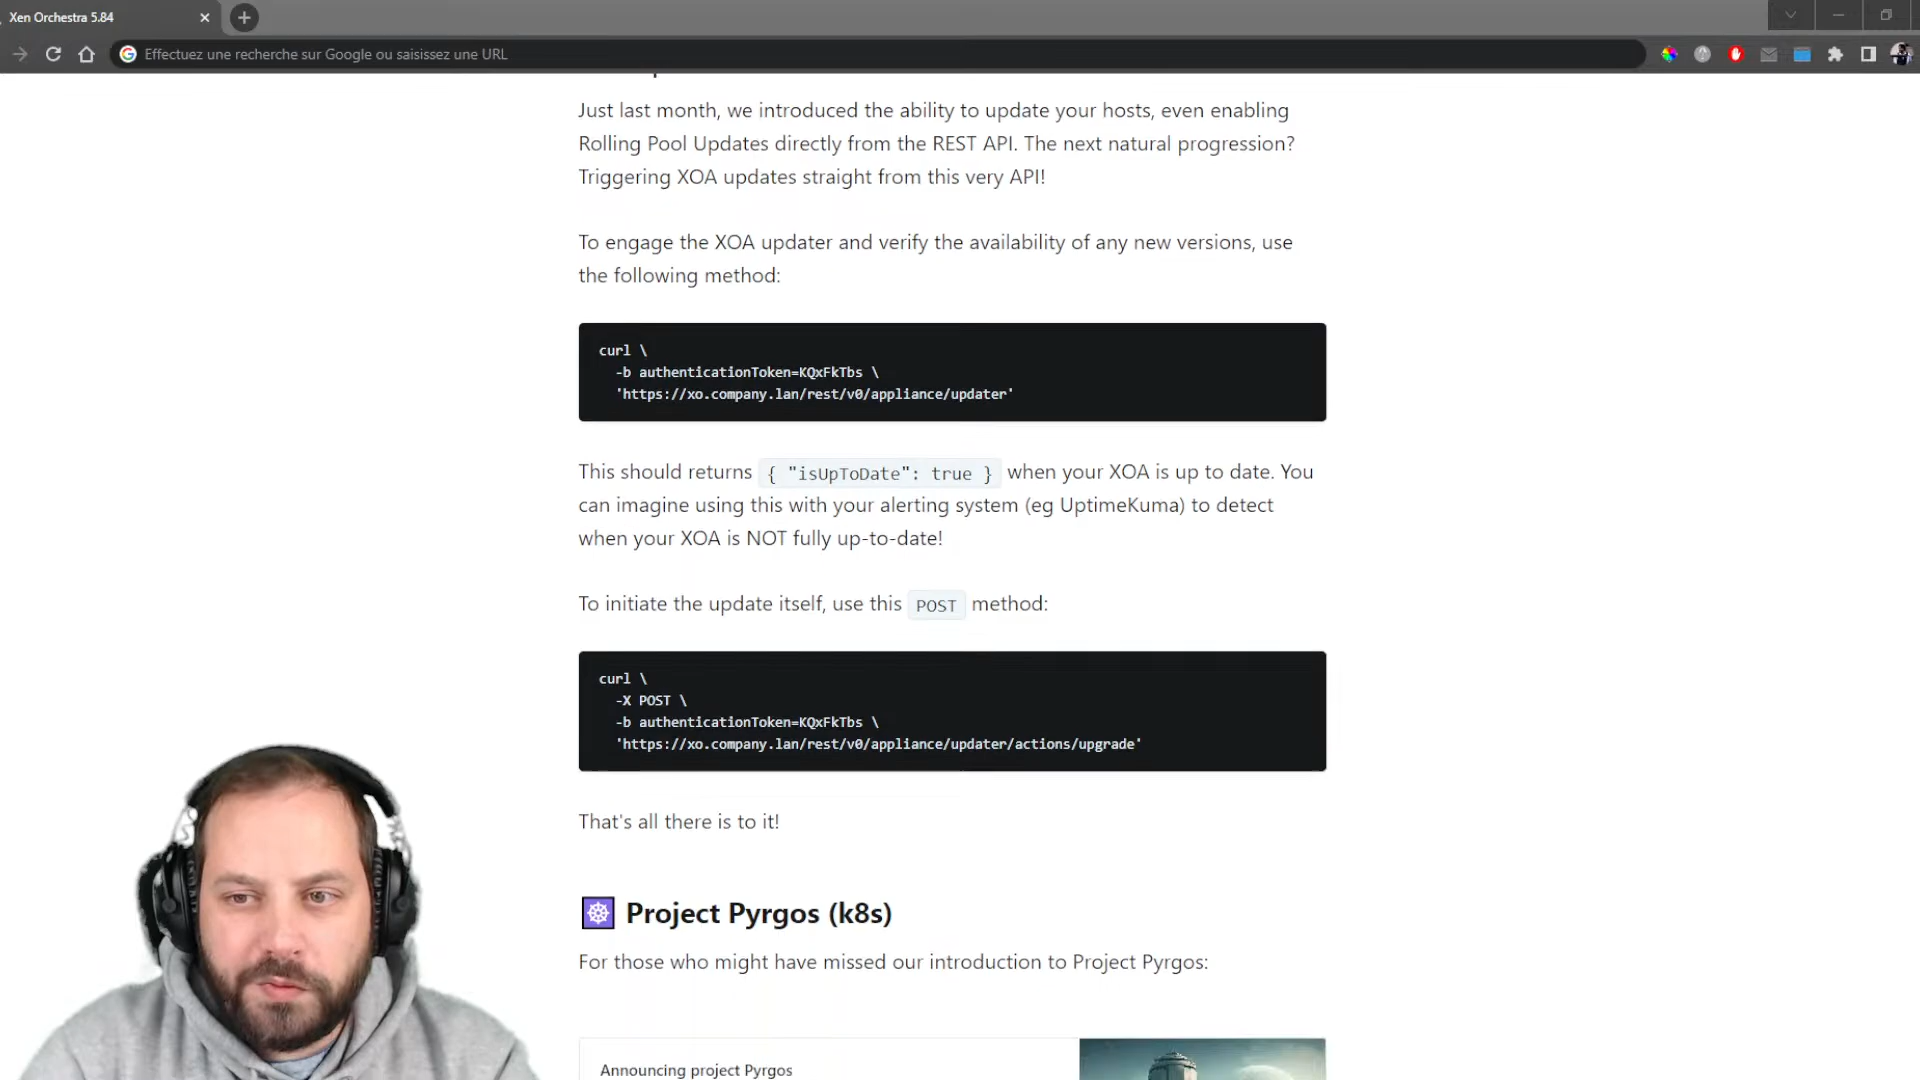 Xen Orchestra 5.84
Effectuez une recherche sur Google ou saisissez une URL
Just last month, we introduced the ability to update your hosts, even enabling
Rolling Pool Updates directly from the REST API. The next natural progression?
Triggering XOA updates straight from this very API!
To engage the XOA updater and verify the availability of any new versions, use
the following method:
curl \
-b authenticationToken=KQxFkTbs \
'https://xo.company.lan/rest/v0/appliance/updater'
This should returns { "isUpToDate": true } when your XOA is up to date. You
can imagine using this with your alerting system (eg UptimeKuma) to detect
when your XOA is NOT fully up-to-date!
To initiate the update itself, use this POST method:
curl \
-X POST \
-b authenticationToken=KQxFkTbs \
'https://xo.company.lan/rest/v0/appliance/updater/actions/upgrade'
That's all there is to it!
Project Pyrgos (k8s)
For those who might have missed our introduction to Project Pyrgos:
Announcing project Pyrgos